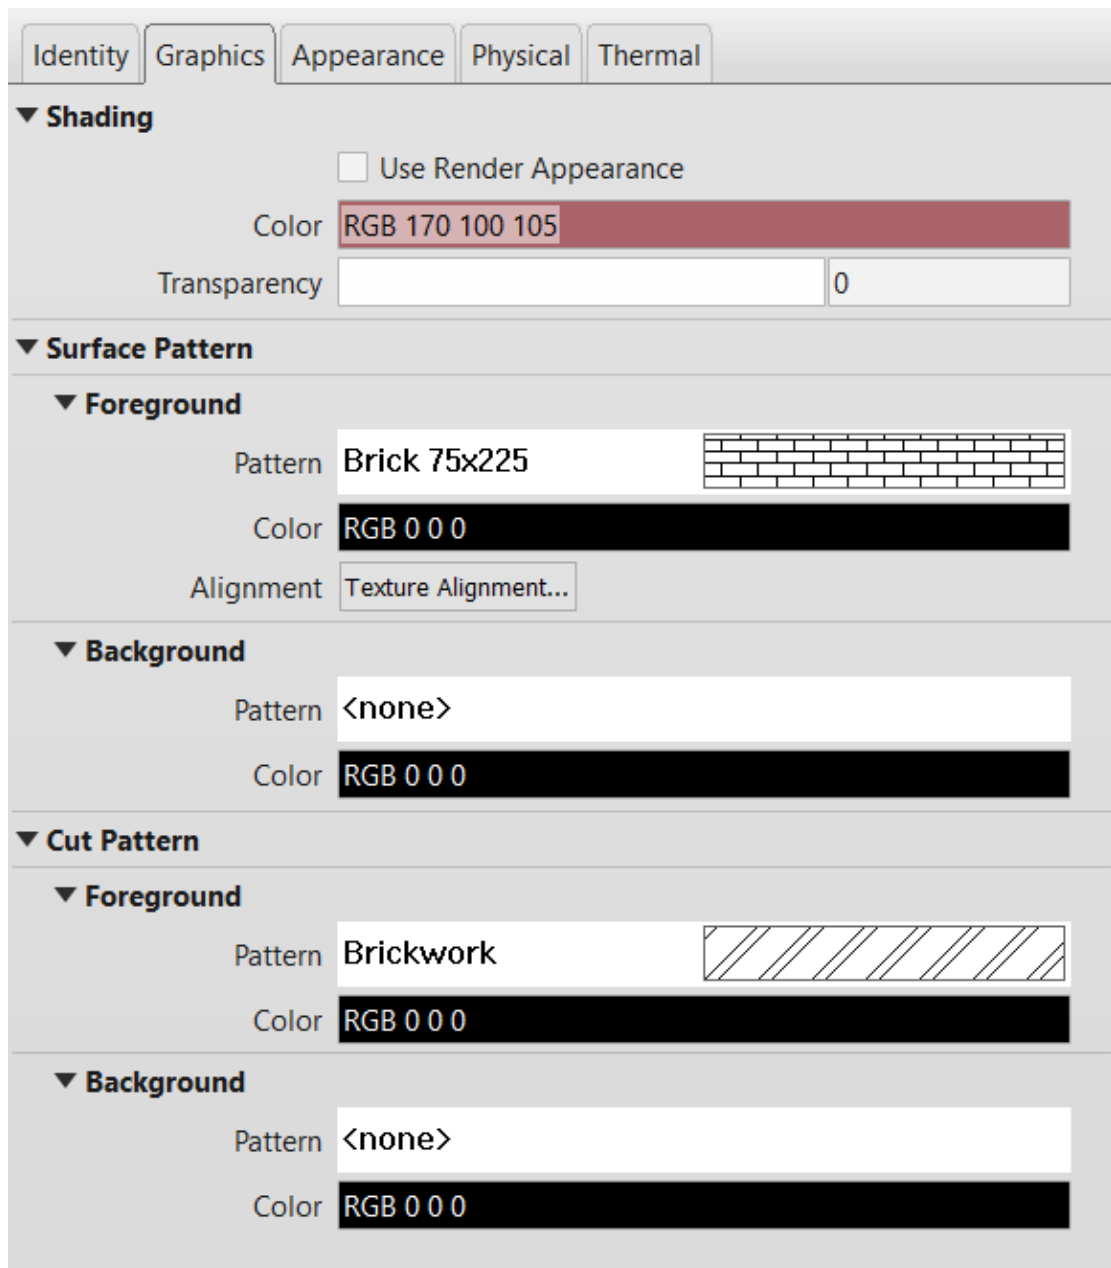 Identity Graphics Appearance Physical Thermal
Shading
Use Render Appearance
Color RGB 170 100 105
Transparency 0
Surface Pattern
Foreground
Pattern Brick 75x225
Color RGB 0 0 0
Alignment Texture Alignment...
Background
Pattern <none>
Color RGB 0 0 0
Cut Pattern
Foreground
Pattern Brickwork
Color RGB 0 0 0
Background
Pattern <none>
Color RGB 0 0 0